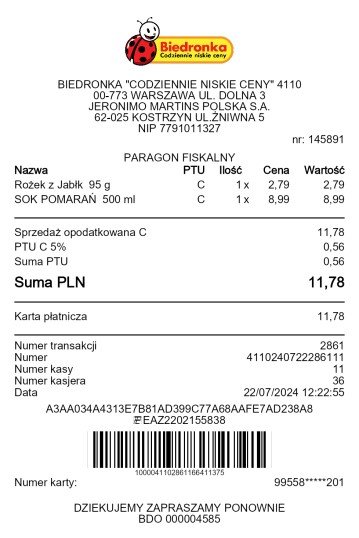 Biedronka
Codziennie niskie ceny
BIEDRONKA "CODZIENNIE NISKIE CENY" 4110
00-773 WARSZAWA UL. DOLNA 3
JERONIMO MARTINS POLSKA S.A.
62-025 KOSTRZYN UL.ŻNIWNA 5
NIP 7791011327
nr: 145891
PARAGON FISKALNY
Nazwa PTU Ilość Cena Wartość
Rożek z Jabłk 95 g C 1 x 2,79 2,79
SOK POMARAŃ 500 ml C 1 x 8,99 8,99
Sprzedaż opodatkowana C 11,78
PTU C 5% 0,56
Suma PTU 0,56
Suma PLN 11,78
Karta płatnicza 11,78
Numer transakcji 2861
Numer 4110240722286111
Numer kasy 11
Numer kasjera 36
Data 22/07/2024 12:22:55
A3AA034A4313E7B81AD399C77A68AAFE7AD238A8
EAZ2202155838
1000041102861166411375
Numer karty: 99558*****201
DZIEKUJEMY ZAPRASZAMY PONOWNIE
BDO 000004585